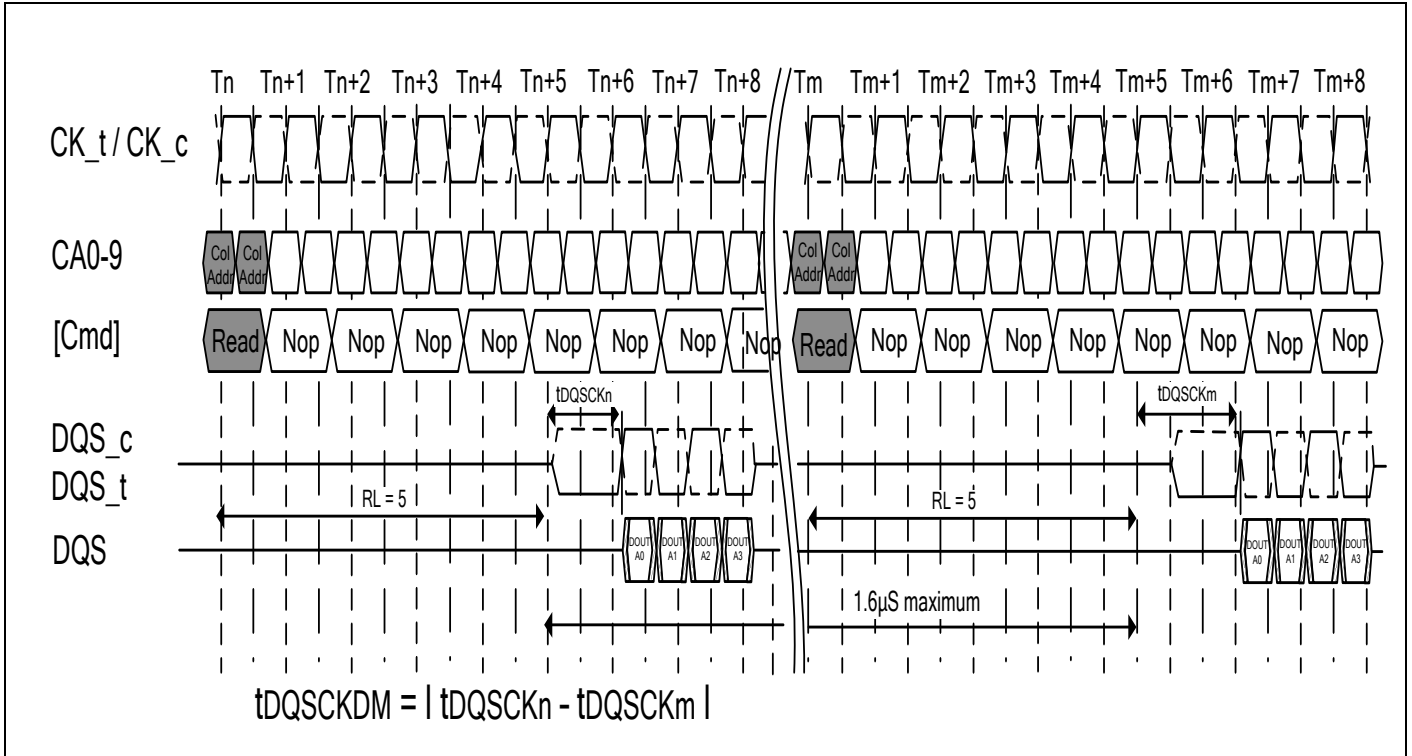 Tn Tn+1 Tn+2 Tn+3 Tn+4 Tn+5 Tn+6 Tn+7 Tn+8 Tm Tm+1 Tm+2 Tm+3 Tm+4 Tm+5 Tm+6 Tm+7 Tm+8
CK_t / CK_c
CA0-9 Col Addr Col Addr Col Addr Col Addr
[Cmd] Read Nop Nop Nop Nop Nop Nop Nop Nop Read Nop Nop Nop Nop Nop Nop Nop Nop
tDQSCKn tDQSCKm
DQS_c
DQS_t
RL = 5 RL = 5
DQS DOUT A0 DOUT A1 DOUT A2 DOUT A3 DOUT A0 DOUT A1 DOUT A2 DOUT A3
1.6µS maximum
tDQSCKDM = | tDQSCKn - tDQSCKm |